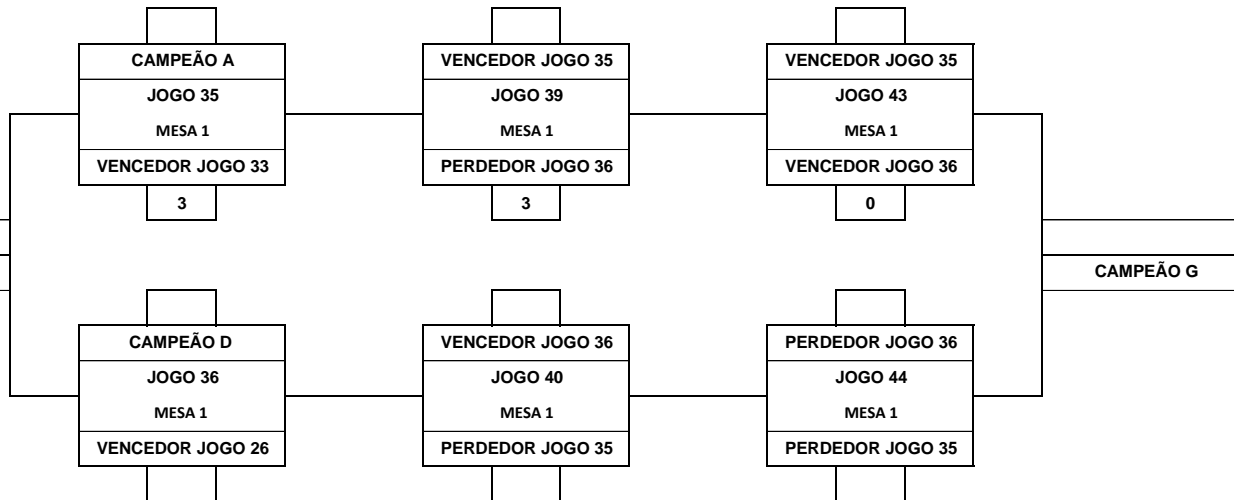 CAMPEÃO A
JOGO 35
MESA 1
VENCEDOR JOGO 33
3
VENCEDOR JOGO 35
JOGO 39
MESA 1
PERDEDOR JOGO 36
3
VENCEDOR JOGO 35
JOGO 43
MESA 1
VENCEDOR JOGO 36
0
CAMPEÃO G
CAMPEÃO D
JOGO 36
MESA 1
VENCEDOR JOGO 26
VENCEDOR JOGO 36
JOGO 40
MESA 1
PERDEDOR JOGO 35
PERDEDOR JOGO 36
JOGO 44
MESA 1
PERDEDOR JOGO 35